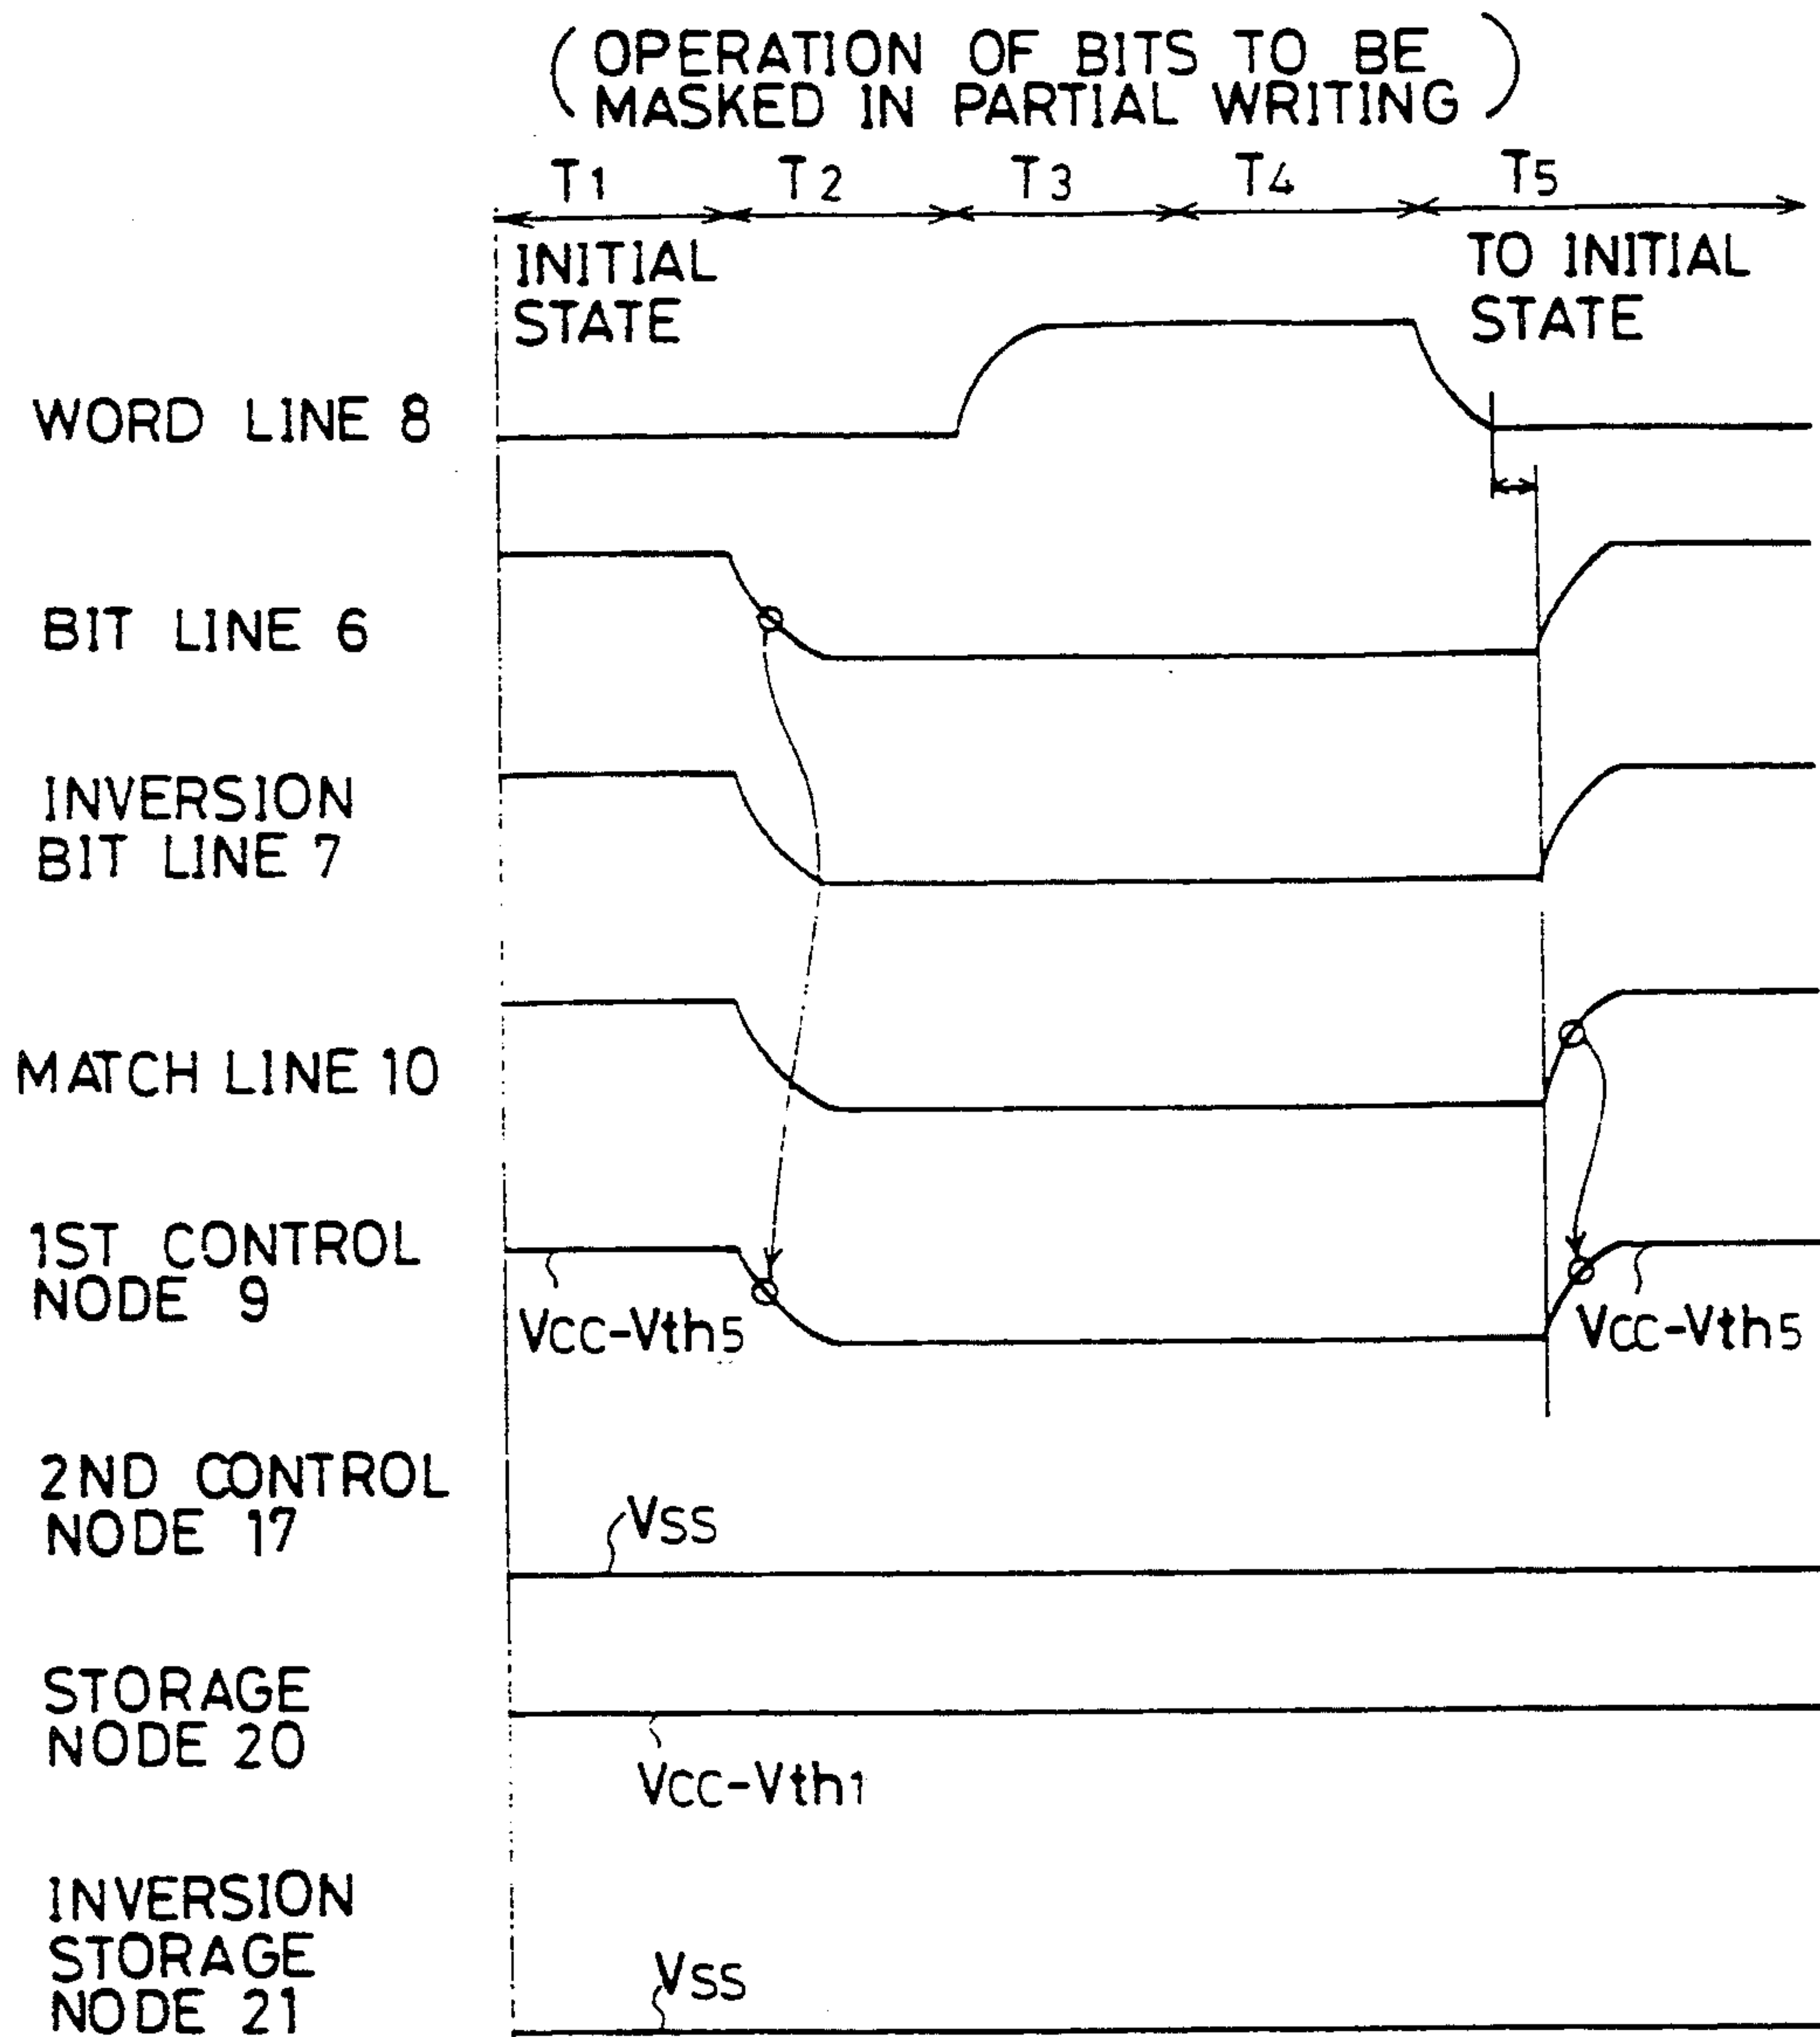 (OPERATION OF BITS TO BE
MASKED IN PARTIAL WRITING)
T1 T2 T3 T4 T5
INITIAL
STATE
TO INITIAL
STATE
WORD LINE 8
BIT LINE 6
INVERSION
BIT LINE 7
MATCH LINE 10
1ST CONTROL
NODE 9
VCC-Vth5
VCC-Vth5
2ND CONTROL
NODE 17
VSS
STORAGE
NODE 20
VCC-Vth1
INVERSION
STORAGE
NODE 21
VSS